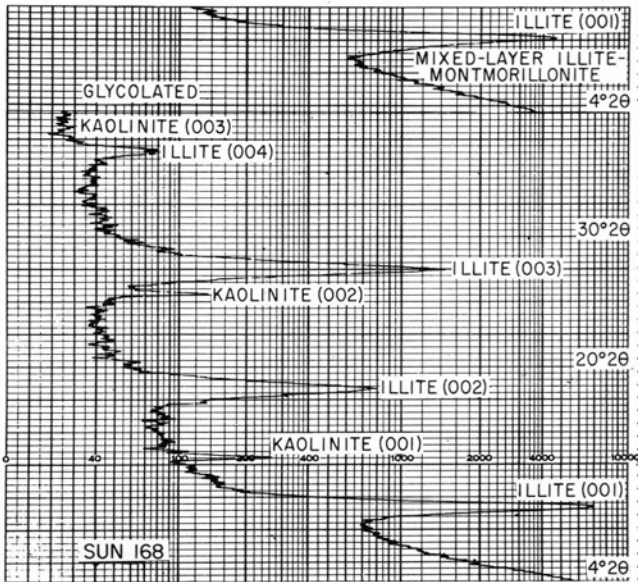 ILLITE (001)
MIXED-LAYER ILLITE-
MONTMORILLONITE
GLYCOLATED
4°2θ
KAOLINITE (003)
ILLITE (004)
30°2θ
ILLITE (003)
KAOLINITE (002)
20°2θ
ILLITE (002)
KAOLINITE (001)
0 40 100 400 1000 2000 4000 10000
ILLITE (001)
SUN 168
4°2θ